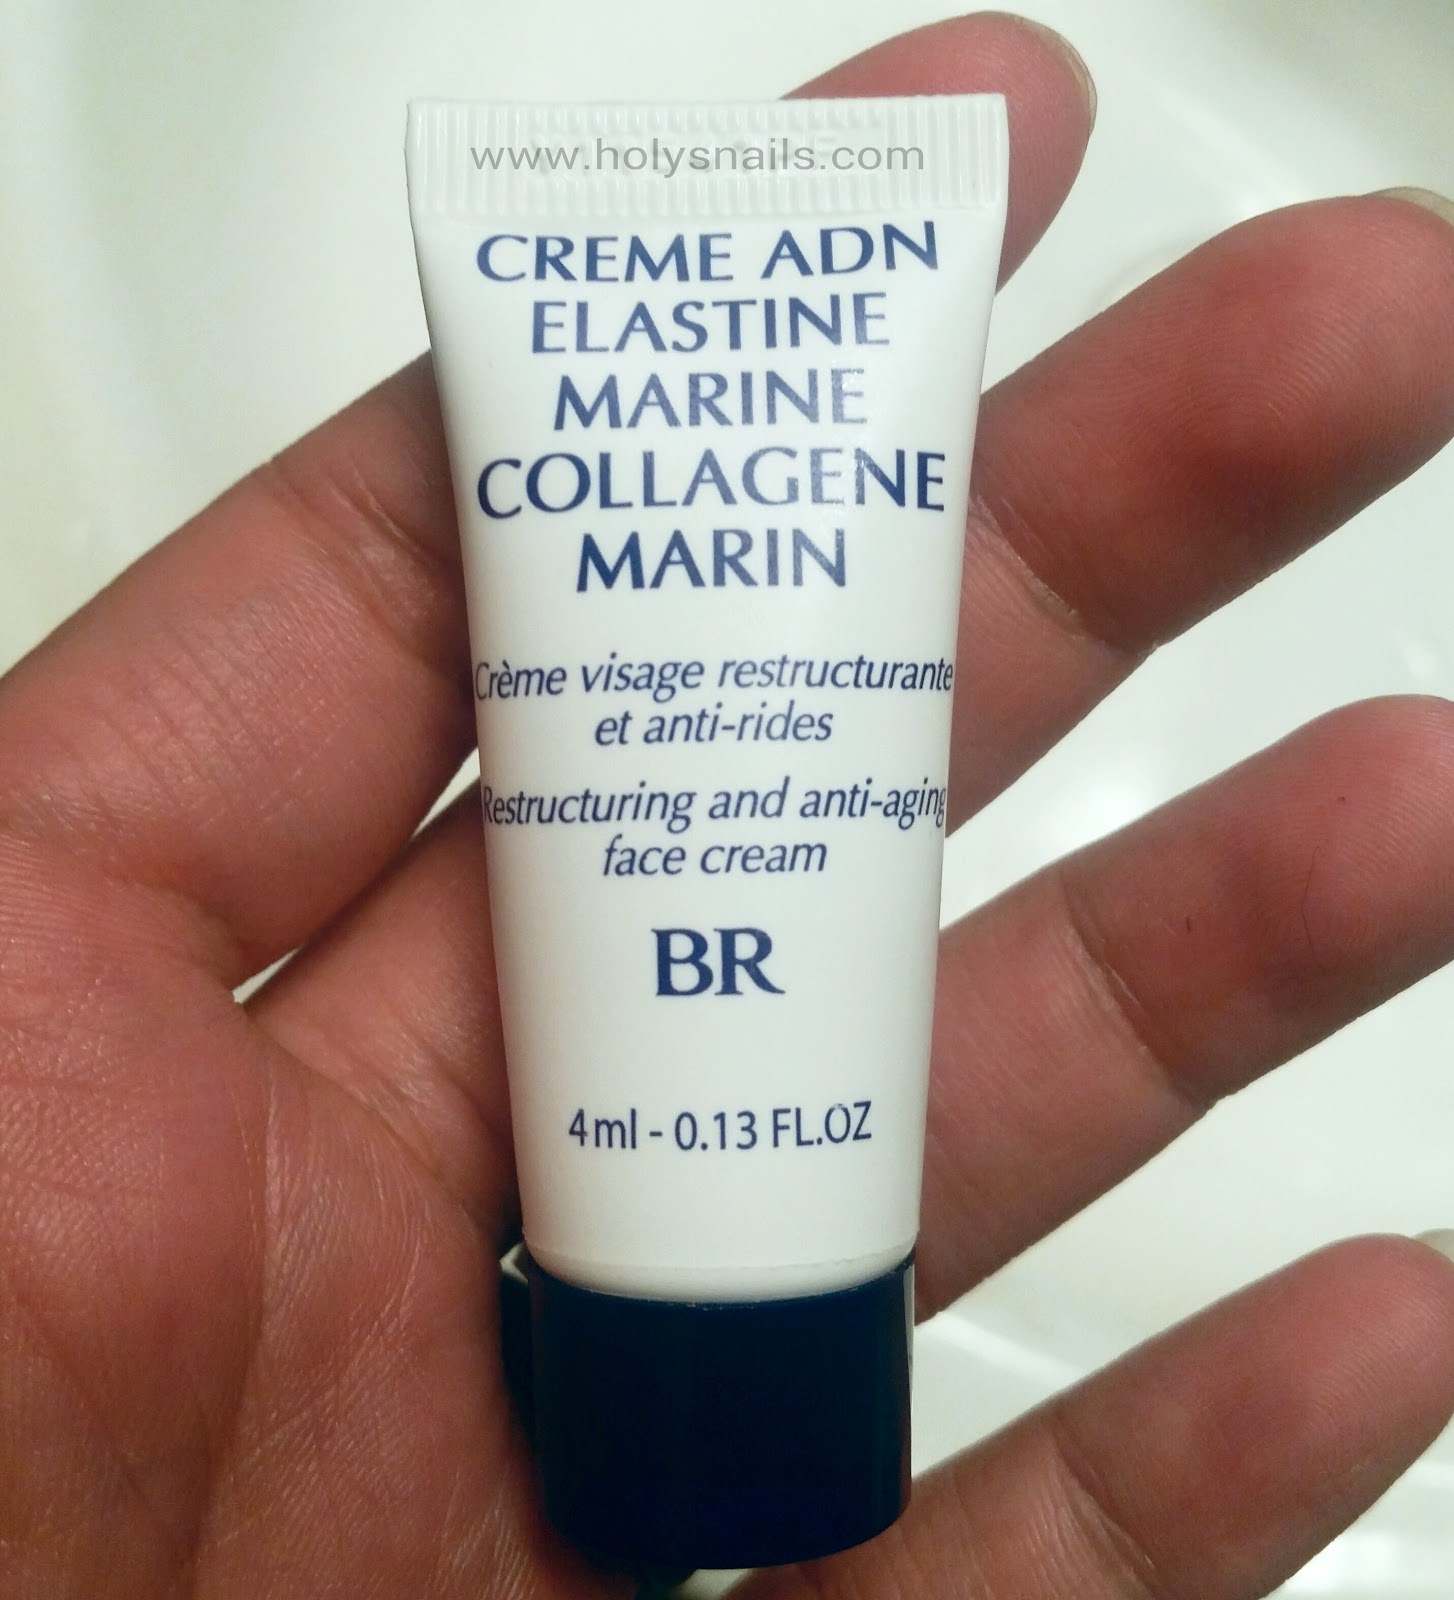 www.holysnails.com
CREME ADN
ELASTINE
MARINE
COLLAGENE
MARIN
Crème visage restructurante
et anti-rides
Restructuring and anti-aging
face cream
BR
4ml - 0.13 FL.OZ